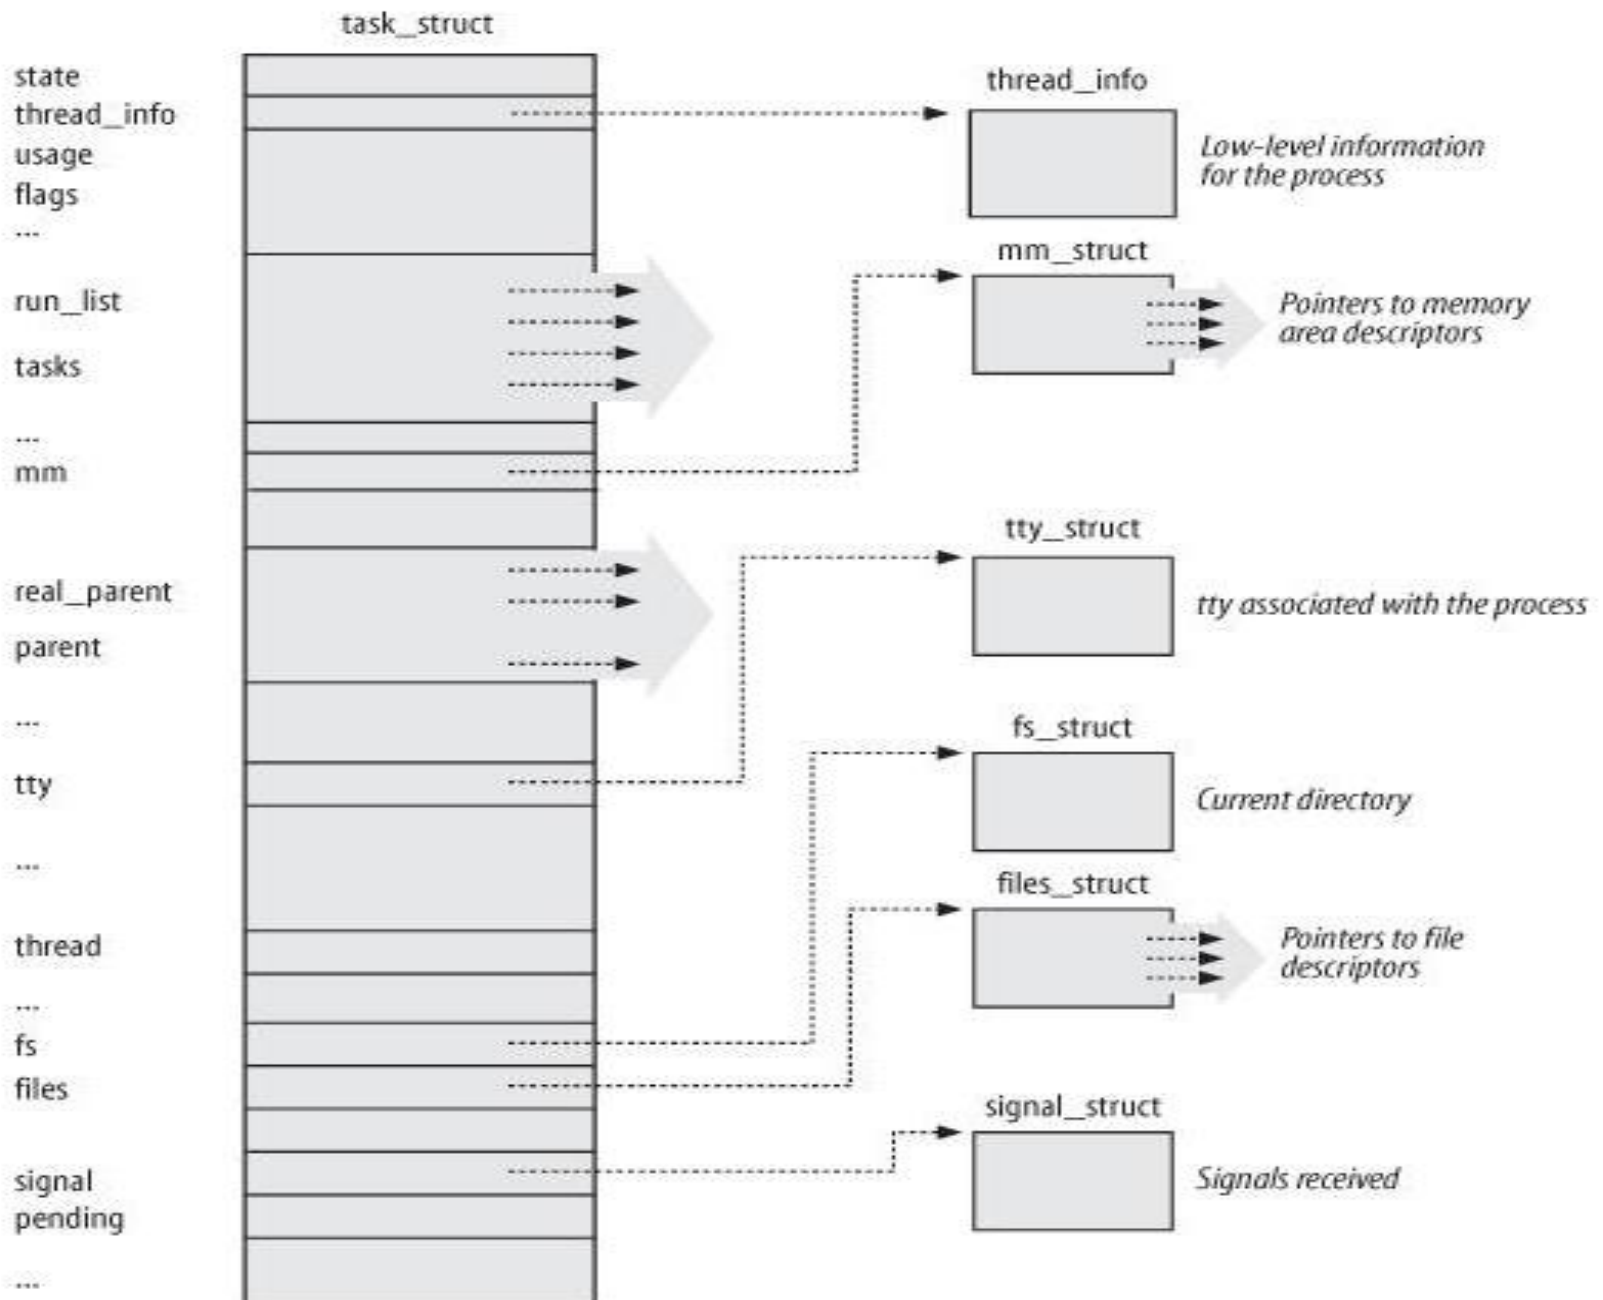 task_struct
state
thread_info
usage
flags
...
run_list
tasks
...
mm
real_parent
parent
...
tty
...
thread
...
fs
files
signal
pending
...
thread_info
Low-level information
for the process
mm_struct
Pointers to memory
area descriptors
tty_struct
tty associated with the process
fs_struct
Current directory
files_struct
Pointers to file
descriptors
signal_struct
Signals received